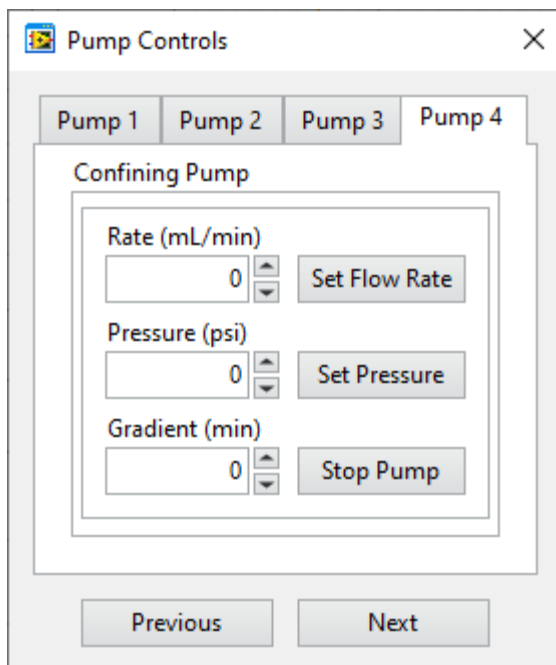 Pump Controls
Pump 1 Pump 2 Pump 3 Pump 4
Confining Pump
Rate (mL/min)
0 Set Flow Rate
Pressure (psi)
0 Set Pressure
Gradient (min)
0 Stop Pump
Previous Next